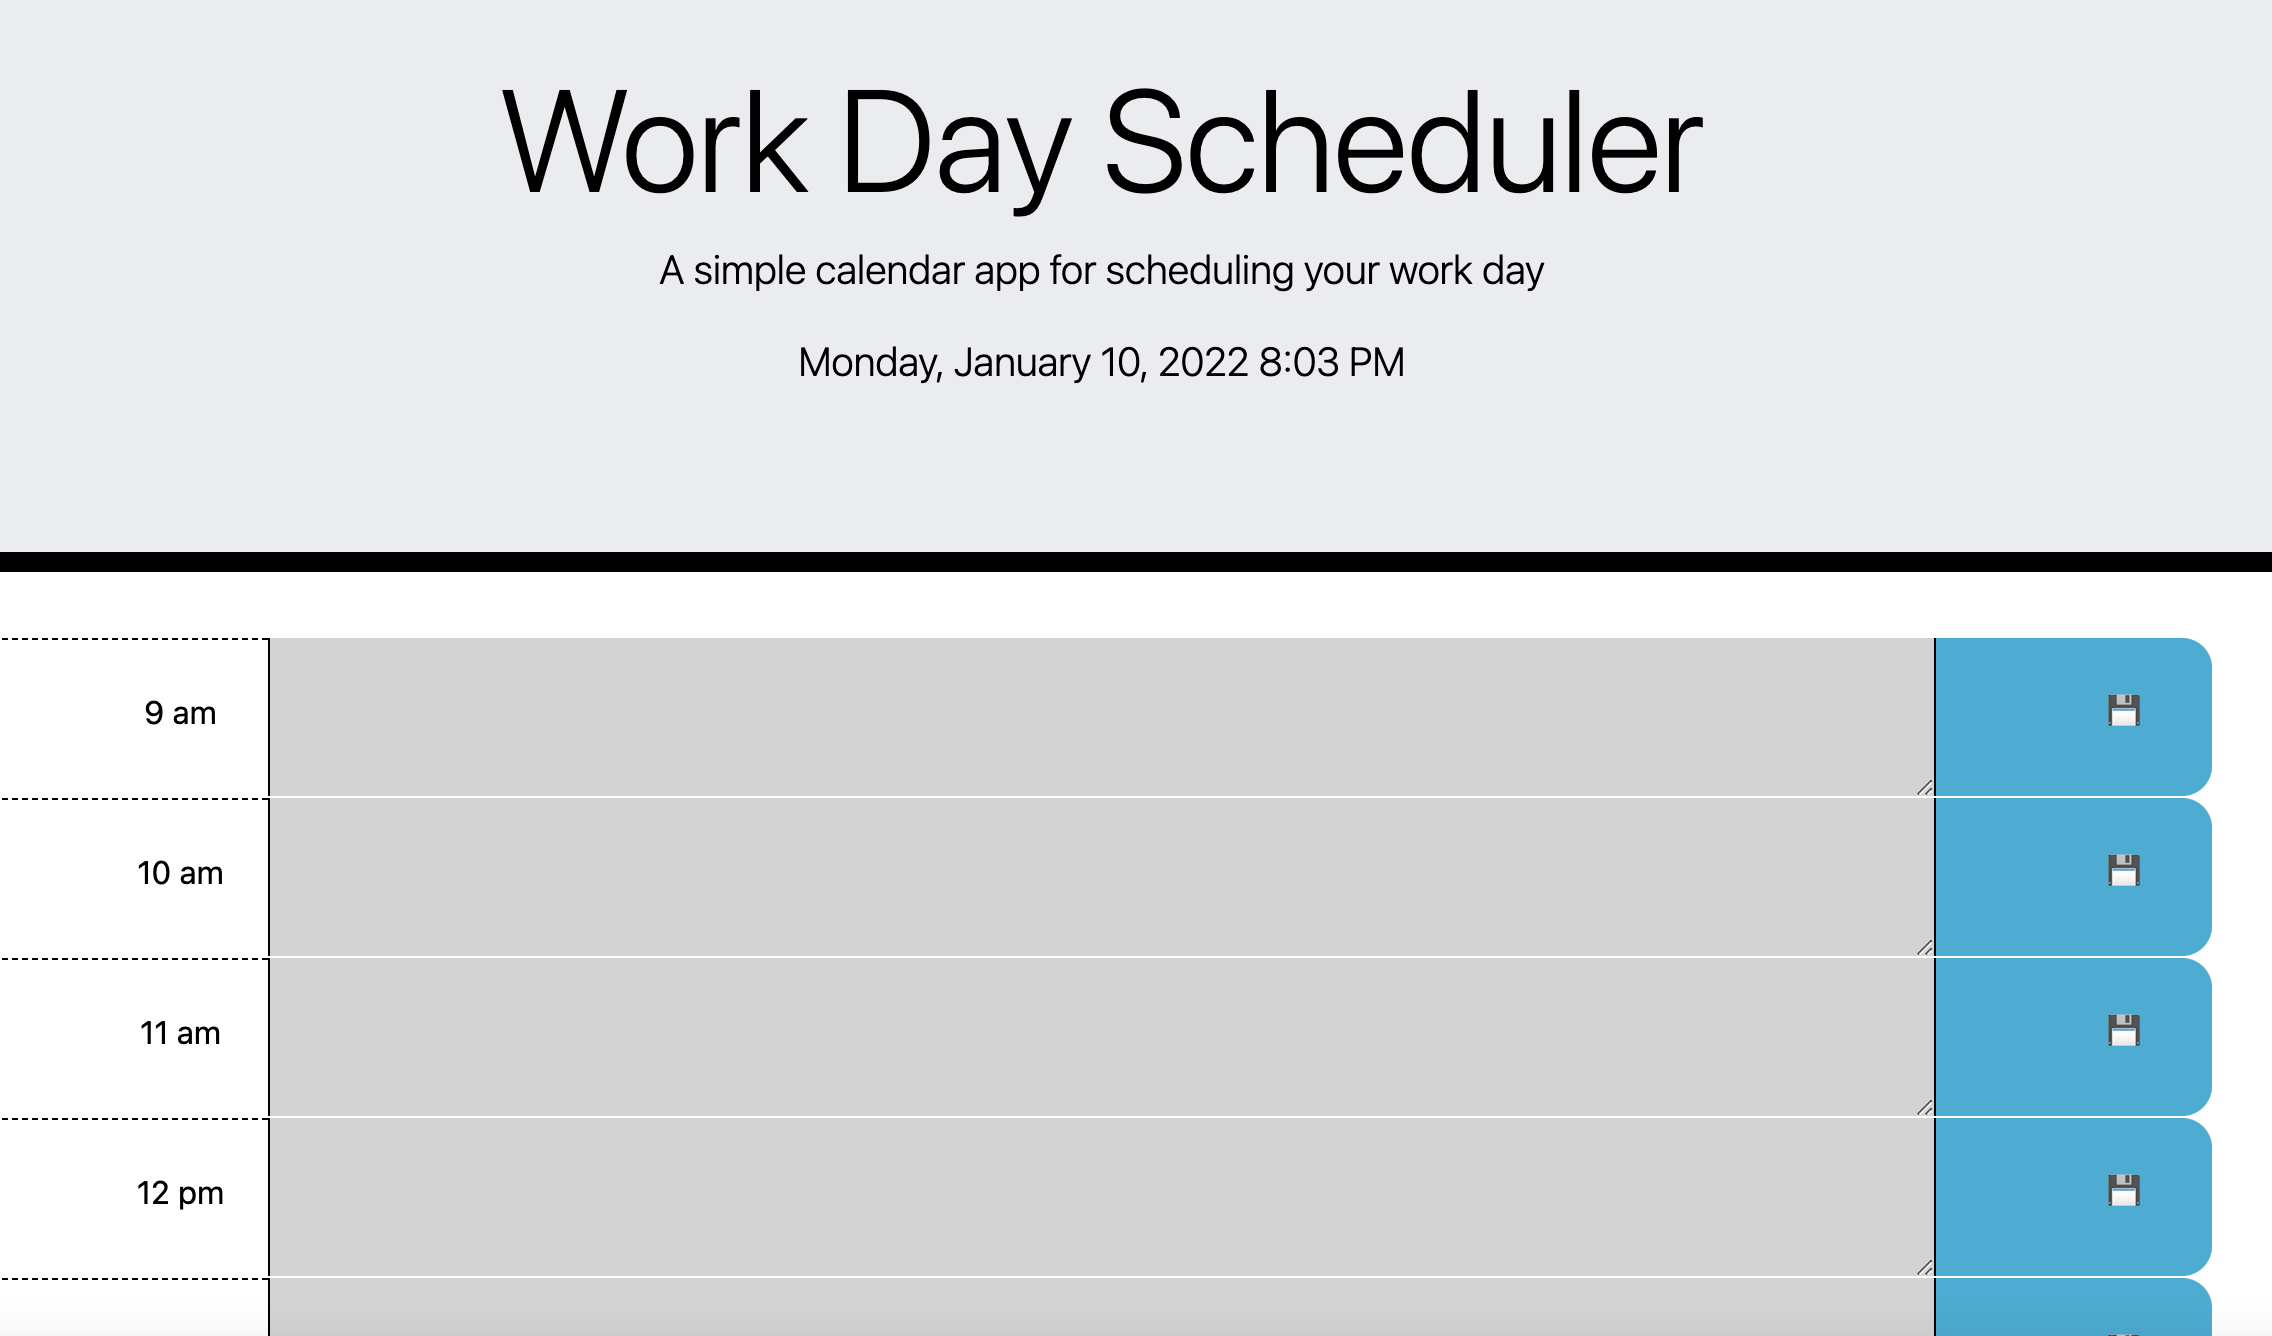 Work Day Scheduler
A simple calendar app for scheduling your work day
Monday, January 10, 2022 8:03 PM
9 am
10 am
11 am
12 pm